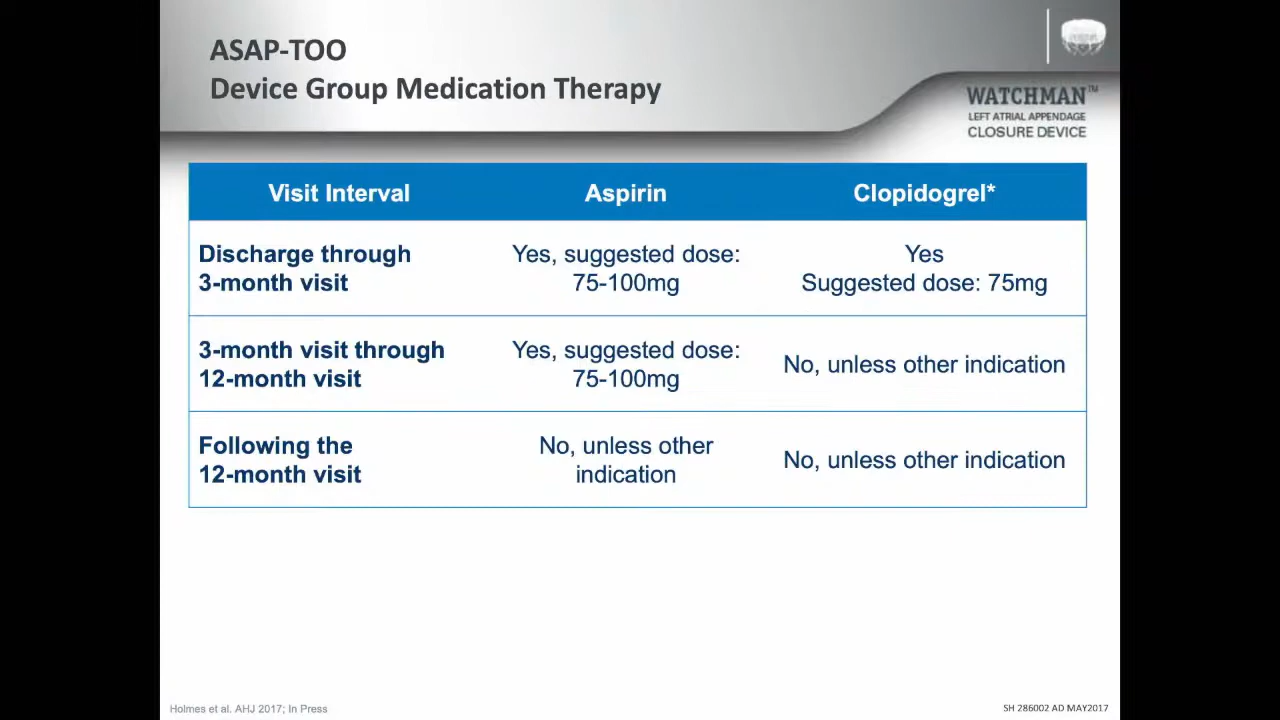 ASAP-TOO
Device Group Medication Therapy
WATCHMAN™
LEFT ATRIAL APPENDAGE
CLOSURE DEVICE
Visit Interval
Aspirin
Clopidogrel*
Discharge through
3-month visit
Yes, suggested dose:
75-100mg
Yes
Suggested dose: 75mg
3-month visit through
12-month visit
Yes, suggested dose:
75-100mg
No, unless other indication
Following the
12-month visit
No, unless other
indication
No, unless other indication
Holmes et al. AHJ 2017; In Press
SH 286002 AD MAY2017